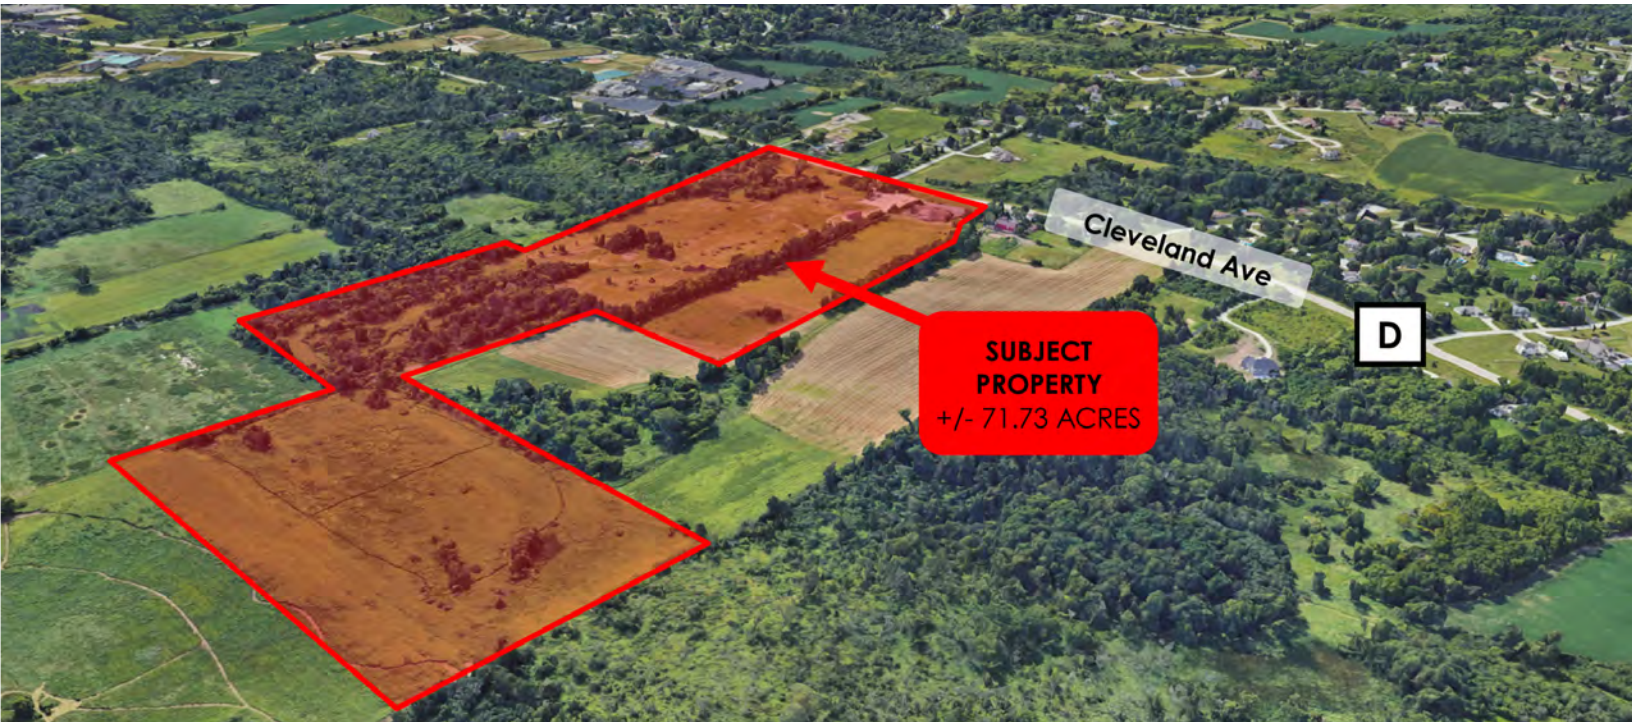 Cleveland Ave
D
SUBJECT
PROPERTY
+/- 71.73 ACRES